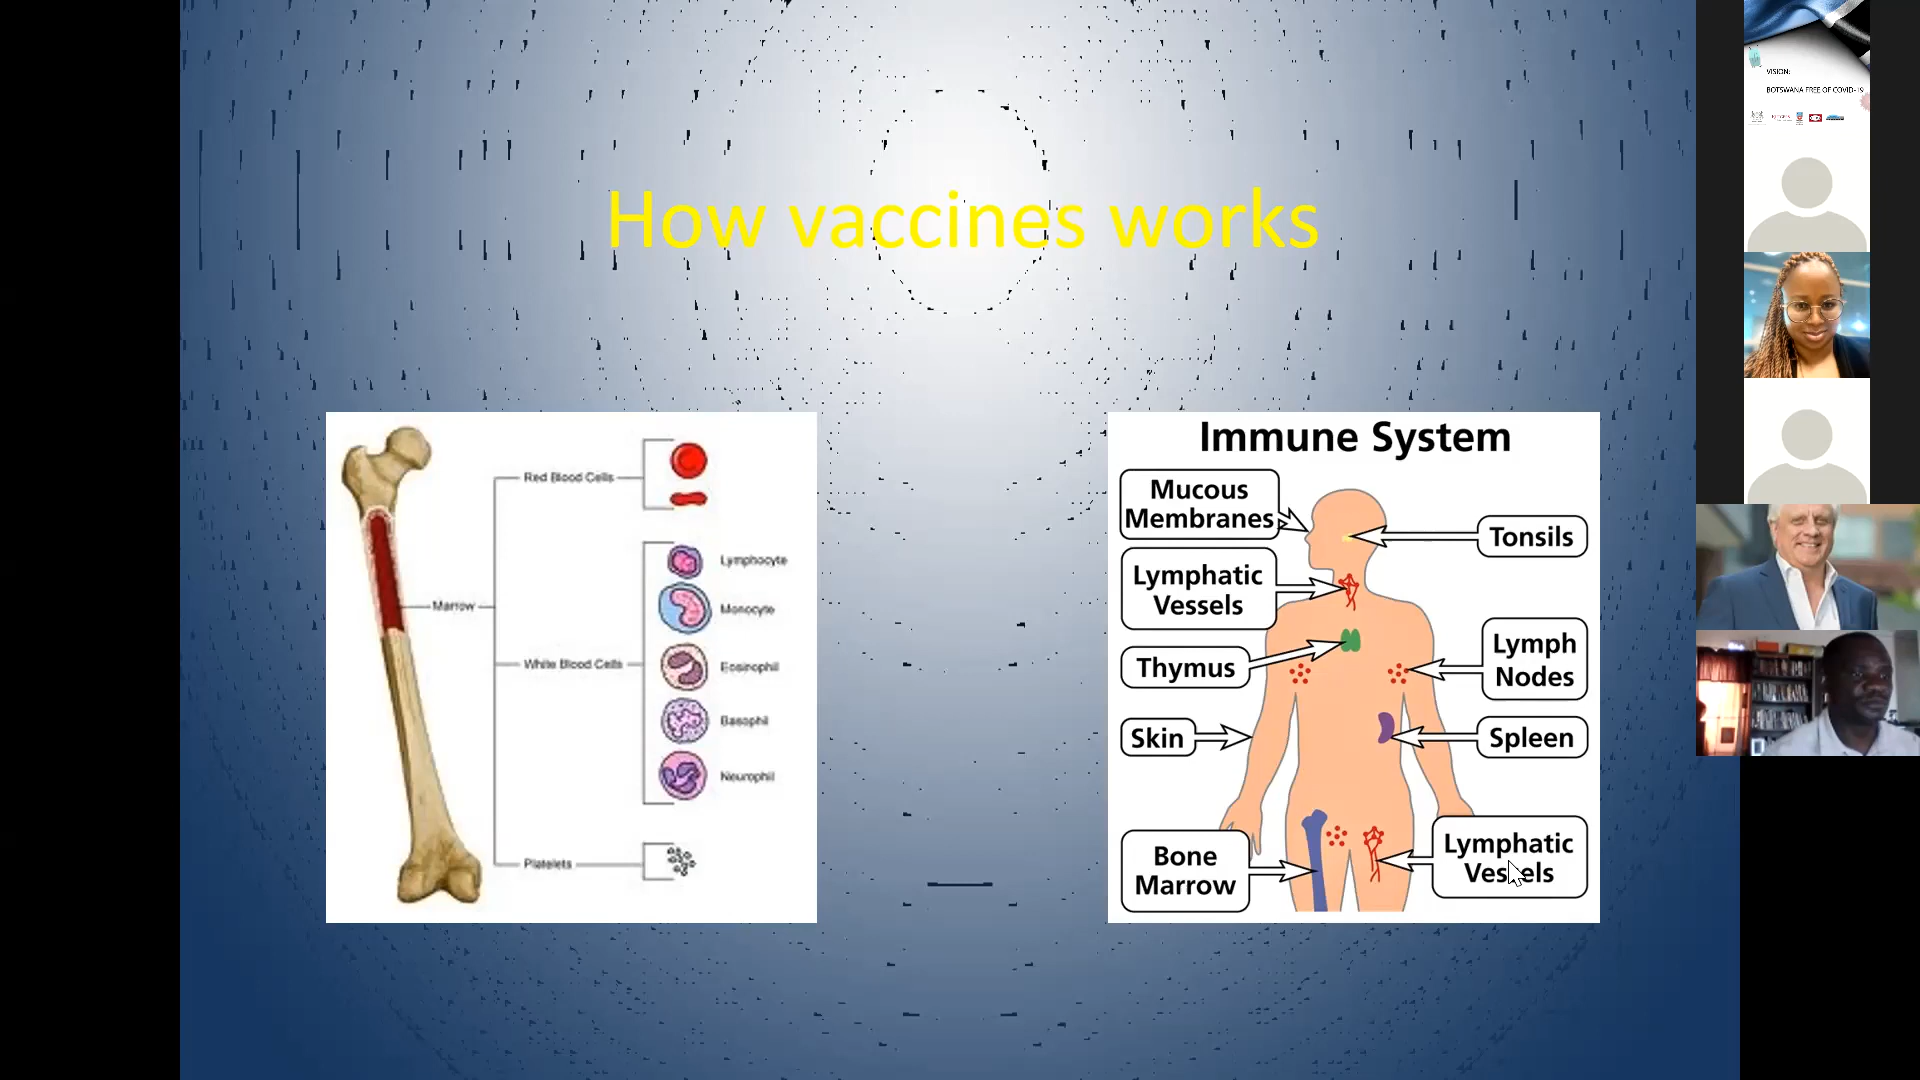 How vaccines works
Red Blood Cells
Lymphocyte
Monocyte
Marrow
Eosinophil
White Blood Cells
Basophil
Neurophil
Platelets
Immune System
Mucous
Membranes
Tonsils
Lymphatic
Vessels
Lymph
Nodes
Thymus
Skin
Spleen
Bone
Marrow
Lymphatic
Vessels
VISION:
BOTSWANA FREE OF COVID-19